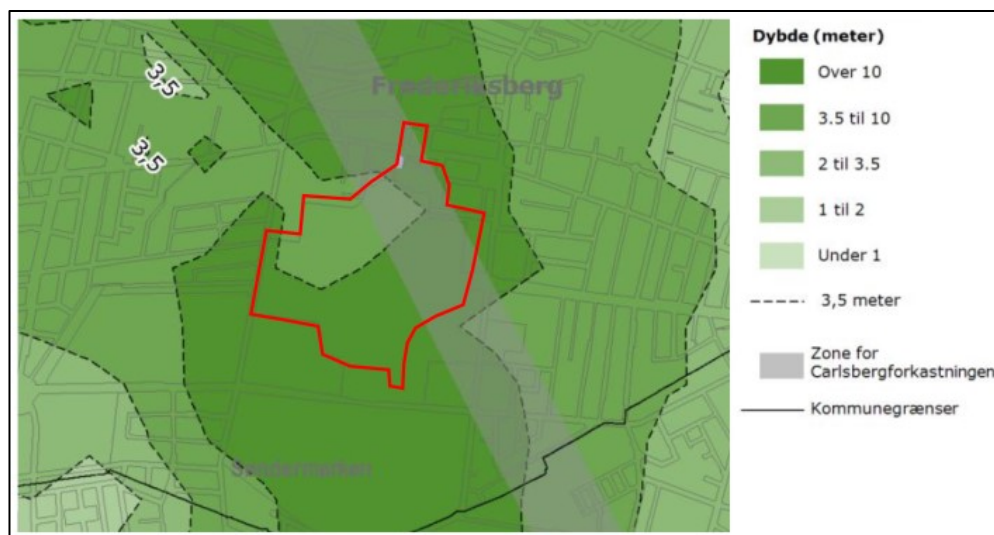 3,5
3,5
Frederiksberg
Søndermarken
Dybde (meter)
Over 10
3.5 til 10
2 til 3.5
1 til 2
Under 1
3,5 meter
Zone for
Carlsbergforkastningen
Kommunegrænser